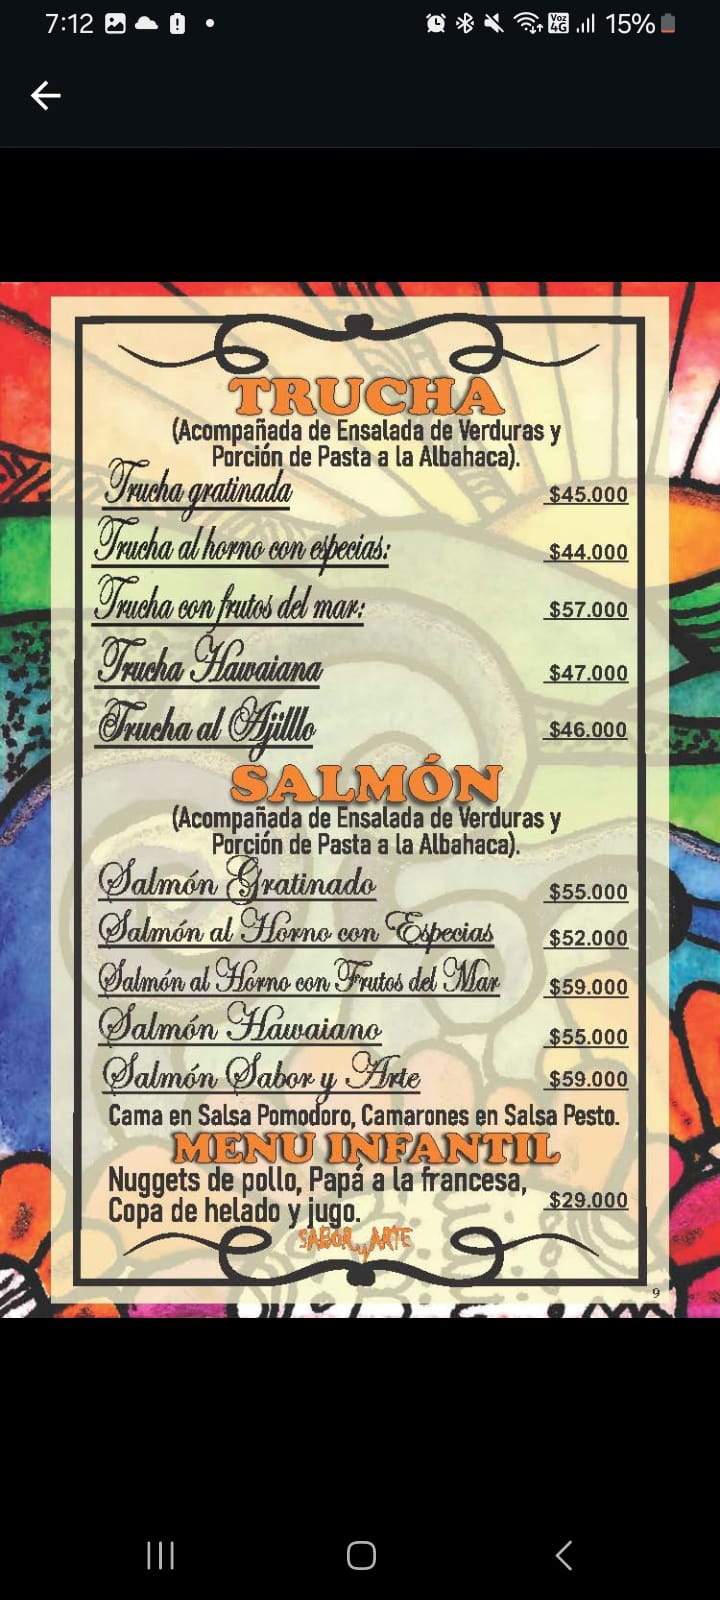 7:12
Voz 4G 15%
TRUCHA
(Acompañada de Ensalada de Verduras y
Porción de Pasta a la Albahaca).
Trucha gratinada $45.000
Trucha al horno con especias: $44.000
Trucha con frutos del mar: $57.000
Trucha Hawaiana $47.000
Trucha al Ajilllo $46.000
SALMÓN
(Acompañada de Ensalada de Verduras y
Porción de Pasta a la Albahaca).
Salmón Gratinado $55.000
Salmón al Horno con Especias $52.000
Salmón al Horno con Frutos del Mar $59.000
Salmón Hawaiano $55.000
Salmón Sabor y Arte $59.000
Cama en Salsa Pomodoro, Camarones en Salsa Pesto.
MENU INFANTIL
Nuggets de pollo, Papá a la francesa,
Copa de helado y jugo. $29.000
SABOR y ARTE
9